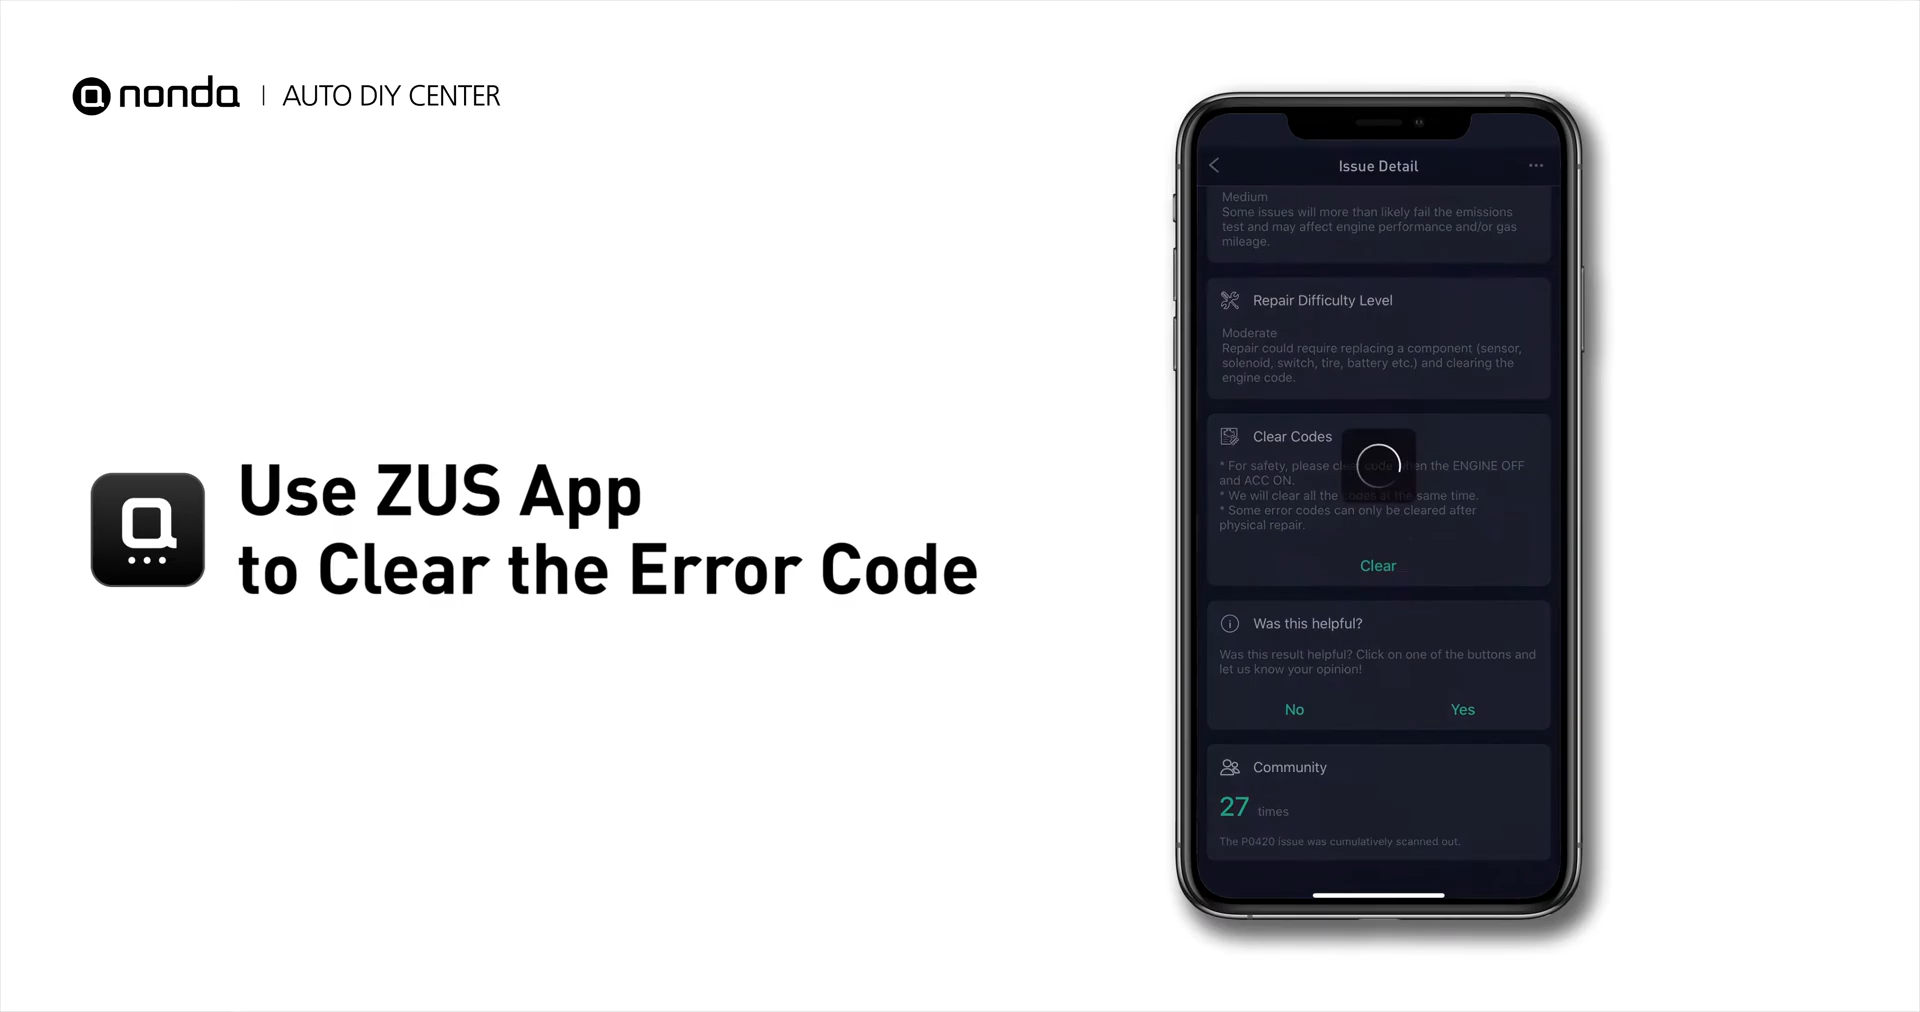 nonda | AUTO DIY CENTER
Use ZUS App
to Clear the Error Code
Issue Detail
Medium
Some issues will more than likely fail the emissions
test and may affect engine performance and/or gas
mileage.
Repair Difficulty Level
Moderate
Repair could require replacing a component (sensor,
solenoid, switch, tire, battery etc.) and clearing the
engine code.
Clear Codes
* For safety, please clear code when the ENGINE OFF
and ACC ON.
* We will clear all the codes at the same time.
* Some error codes can only be cleared after
physical repair.
Clear
Was this helpful?
Was this result helpful? Click on one of the buttons and
let us know your opinion!
No Yes
Community
27 times
The P0420 issue was cumulatively scanned out.